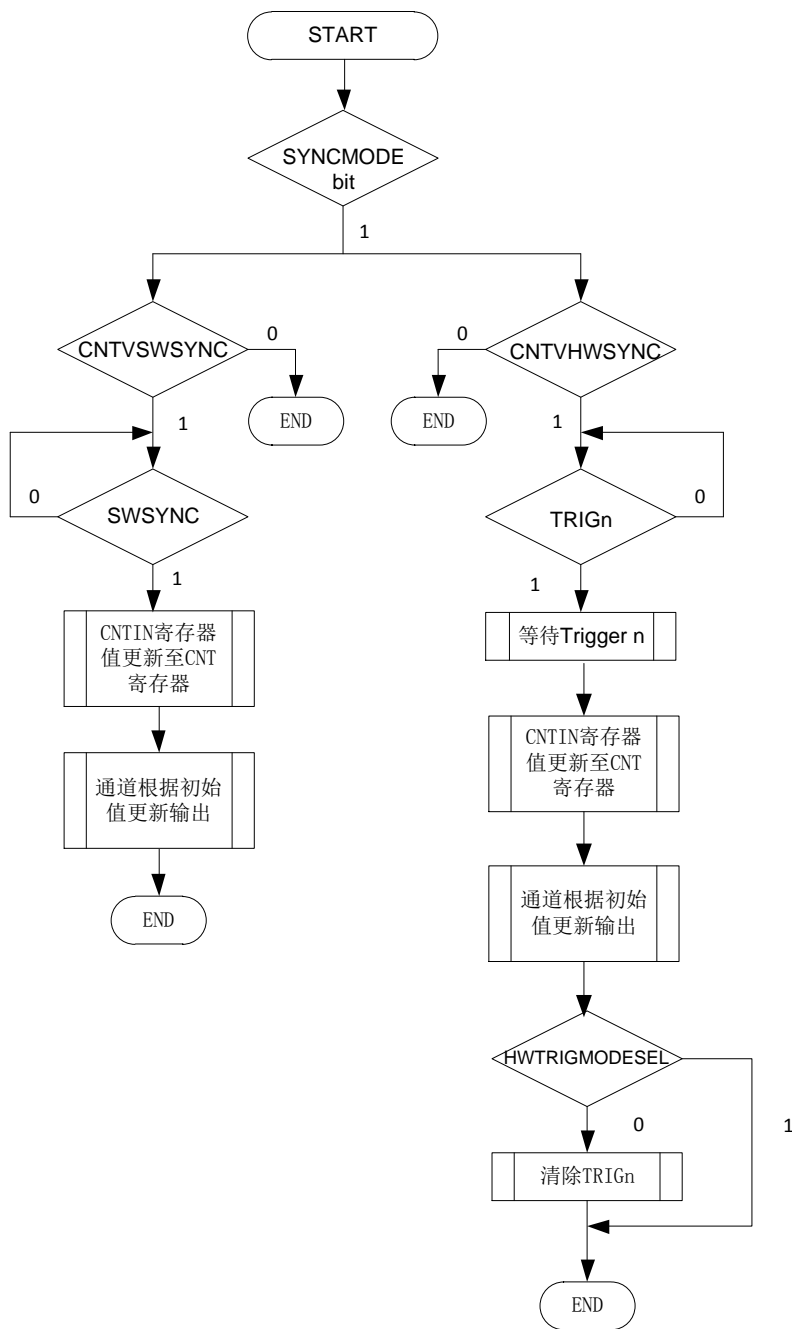 START
SYNCMODE
bit
1
CNTVSWSYNC
0
END
1
SWSYNC
0
1
CNTIN寄存器
值更新至CNT
寄存器
通道根据初始
值更新输出
END
CNTVHWSYNC
0
END
1
TRIGn
0
1
等待Trigger n
CNTIN寄存器
值更新至CNT
寄存器
通道根据初始
值更新输出
HWTRIGMODESEL
0
1
清除TRIGn
END